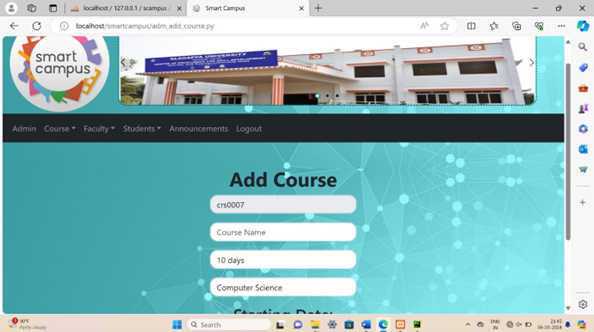 localhost / 127.0.0.1 / scampus /
Smart Campus
localhost/smartcampus/adm_add_course.py
smart
campus
ALAGAPPA UNIVERSITY
Admin Course Faculty Students Announcements Logout
Add Course
crs0007
Course Name
10 days
Computer Science
Starting Date:
90°F
Partly cloudy
Search
ENG
IN
21:45
06-05-2024